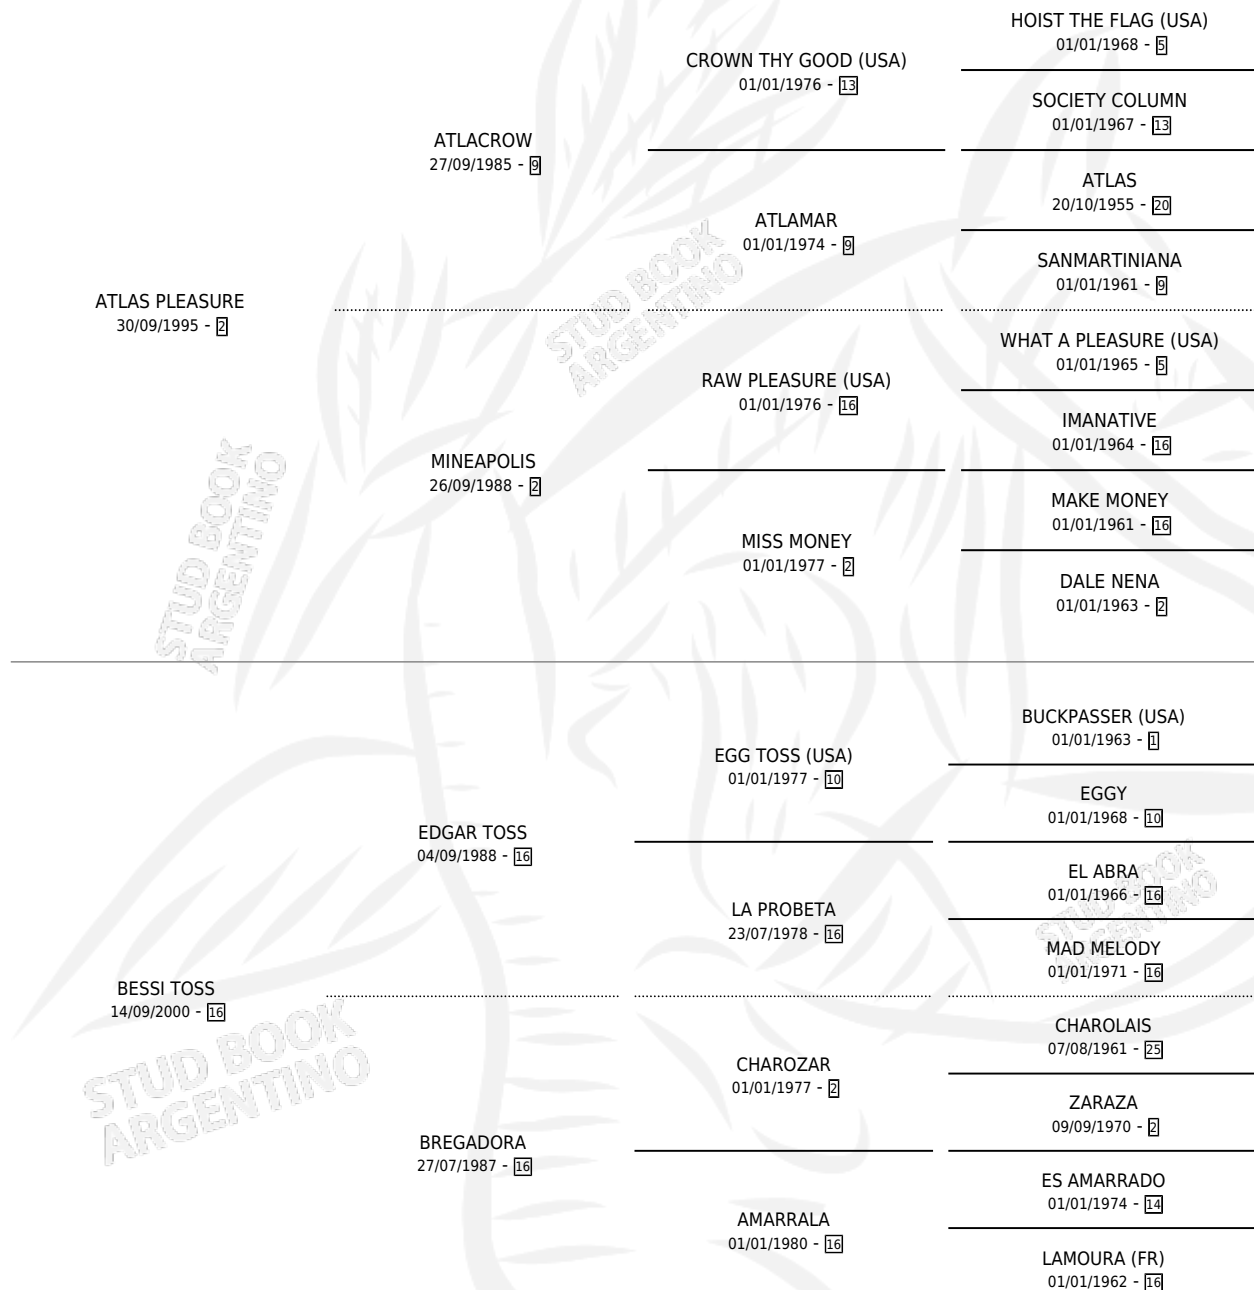 HOIST THE FLAG (USA)
01/01/1968 - 5
CROWN THY GOOD (USA)
01/01/1976 - 13
SOCIETY COLUMN
01/01/1967 - 13
ATLACROW
27/09/1985 - 9
ATLAS
20/10/1955 - 20
ATLAMAR
01/01/1974 - 9
SANMARTINIANA
01/01/1961 - 9
ATLAS PLEASURE
30/09/1995 - 2
WHAT A PLEASURE (USA)
01/01/1965 - 5
RAW PLEASURE (USA)
01/01/1976 - 16
IMANATIVE
01/01/1964 - 16
MINEAPOLIS
26/09/1988 - 2
MAKE MONEY
01/01/1961 - 16
MISS MONEY
01/01/1977 - 2
DALE NENA
01/01/1963 - 2
BUCKPASSER (USA)
01/01/1963 - 1
EGG TOSS (USA)
01/01/1977 - 10
EGGY
01/01/1968 - 10
EDGAR TOSS
04/09/1988 - 16
EL ABRA
01/01/1966 - 16
LA PROBETA
23/07/1978 - 16
MAD MELODY
01/01/1971 - 16
BESSI TOSS
14/09/2000 - 16
CHAROLAIS
07/08/1961 - 25
CHAROZAR
01/01/1977 - 2
ZARAZA
09/09/1970 - 2
BREGADORA
27/07/1987 - 16
ES AMARRADO
01/01/1974 - 14
AMARRALA
01/01/1980 - 16
LAMOURA (FR)
01/01/1962 - 16
STUD BOOK
ARGENTINO
STUD BOOK
ARGENTINO
STUD BOOK
ARGENTINO
STUD BOOK
ARGENTINO